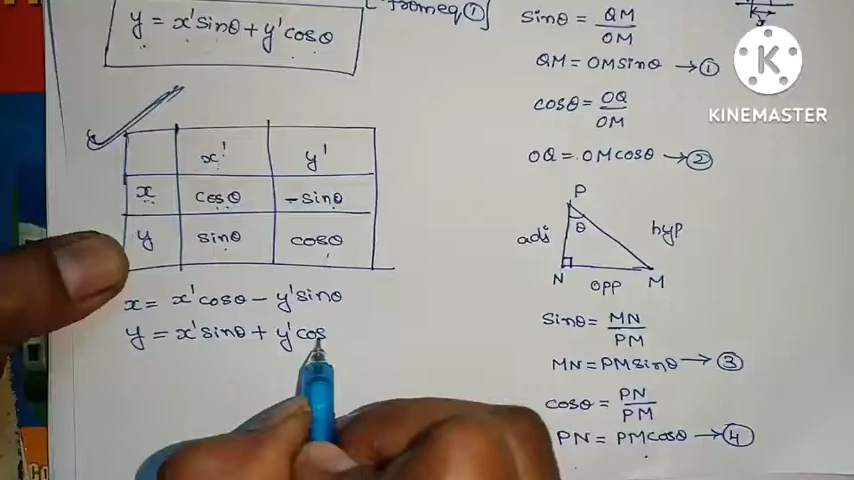 [From eq ①]
y = x'sinθ + y'cosθ
x' y'
x cosθ -sinθ
y sinθ cosθ
x = x'cosθ - y'sinθ
y = x'sinθ + y'cos
sinθ = QM/OM
QM = OMsinθ → ①
cosθ = OQ/OM
OQ = OMcosθ → ②
P
θ
adj hyp
N opp M
sinθ = MN/PM
MN = PMsinθ → ③
cosθ = PN/PM
PN = PMcosθ → ④
K
KINEMASTER